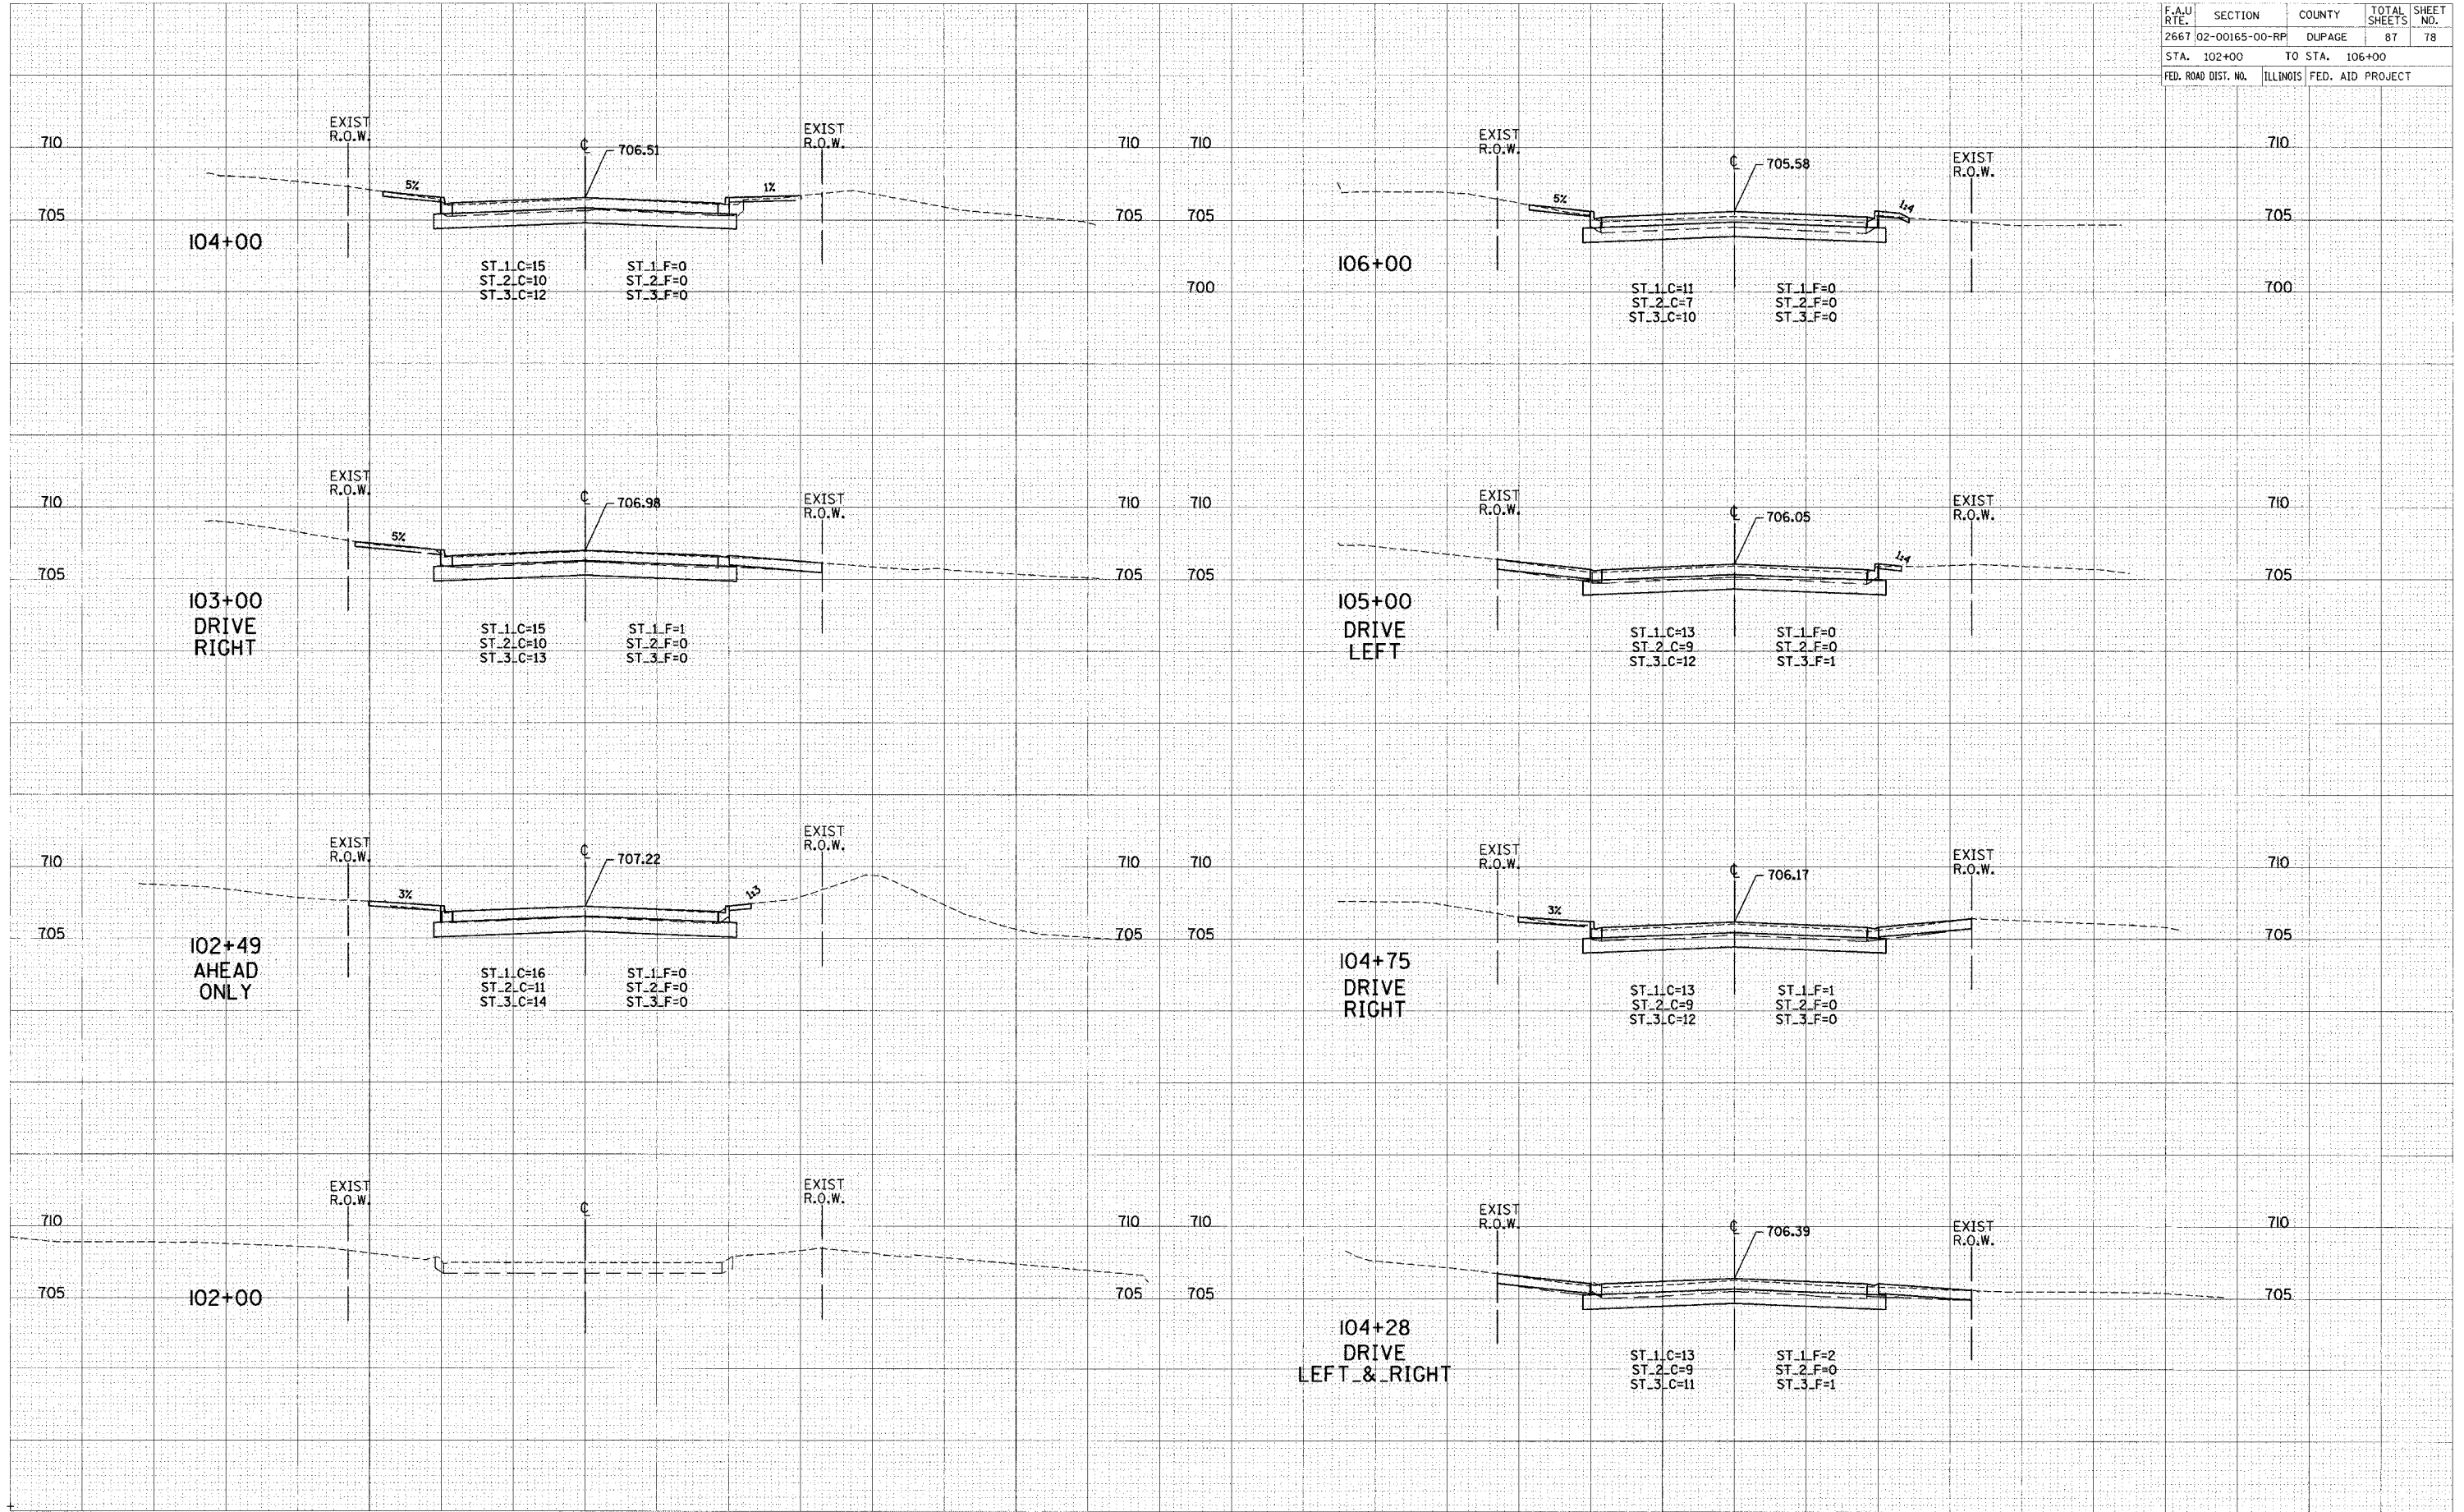 F.A.U RTE. SECTION COUNTY TOTAL SHEETS SHEET NO.
2667 02-00165-00-RP DUPAGE 87 78
STA. 102+00 TO STA. 106+00
FED. ROAD DIST. NO. ILLINOIS FED. AID PROJECT
EXIST R.O.W.
EXIST R.O.W.
710 ℄ 706.51 710
5% 1%
705 705
104+00
ST_1_C=15 ST_1_F=0
ST_2_C=10 ST_2_F=0
ST_3_C=12 ST_3_F=0
EXIST R.O.W.
EXIST R.O.W.
710 ℄ 706.98 710
5%
705 705
103+00
DRIVE
RIGHT
ST_1_C=15 ST_1_F=1
ST_2_C=10 ST_2_F=0
ST_3_C=13 ST_3_F=0
EXIST R.O.W.
EXIST R.O.W.
710 ℄ 707.22 710
3% 1:3
705 705
102+49
AHEAD
ONLY
ST_1_C=16 ST_1_F=0
ST_2_C=11 ST_2_F=0
ST_3_C=14 ST_3_F=0
EXIST R.O.W.
EXIST R.O.W.
710 ℄ 710
705 705
102+00
EXIST R.O.W.
EXIST R.O.W.
710 ℄ 705.58 710
5% 1:4
705
106+00
700 700
ST_1_C=11 ST_1_F=0
ST_2_C=7 ST_2_F=0
ST_3_C=10 ST_3_F=0
705
EXIST R.O.W.
EXIST R.O.W.
710 ℄ 706.05 710
1:4
705 705
105+00
DRIVE
LEFT
ST_1_C=13 ST_1_F=0
ST_2_C=9 ST_2_F=0
ST_3_C=12 ST_3_F=1
EXIST R.O.W.
EXIST R.O.W.
710 ℄ 706.17 710
3%
705 705
104+75
DRIVE
RIGHT
ST_1_C=13 ST_1_F=1
ST_2_C=9 ST_2_F=0
ST_3_C=12 ST_3_F=0
EXIST R.O.W.
EXIST R.O.W.
710 ℄ 706.39 710
705 705
104+28
DRIVE
LEFT_&_RIGHT
ST_1_C=13 ST_1_F=2
ST_2_C=9 ST_2_F=0
ST_3_C=11 ST_3_F=1